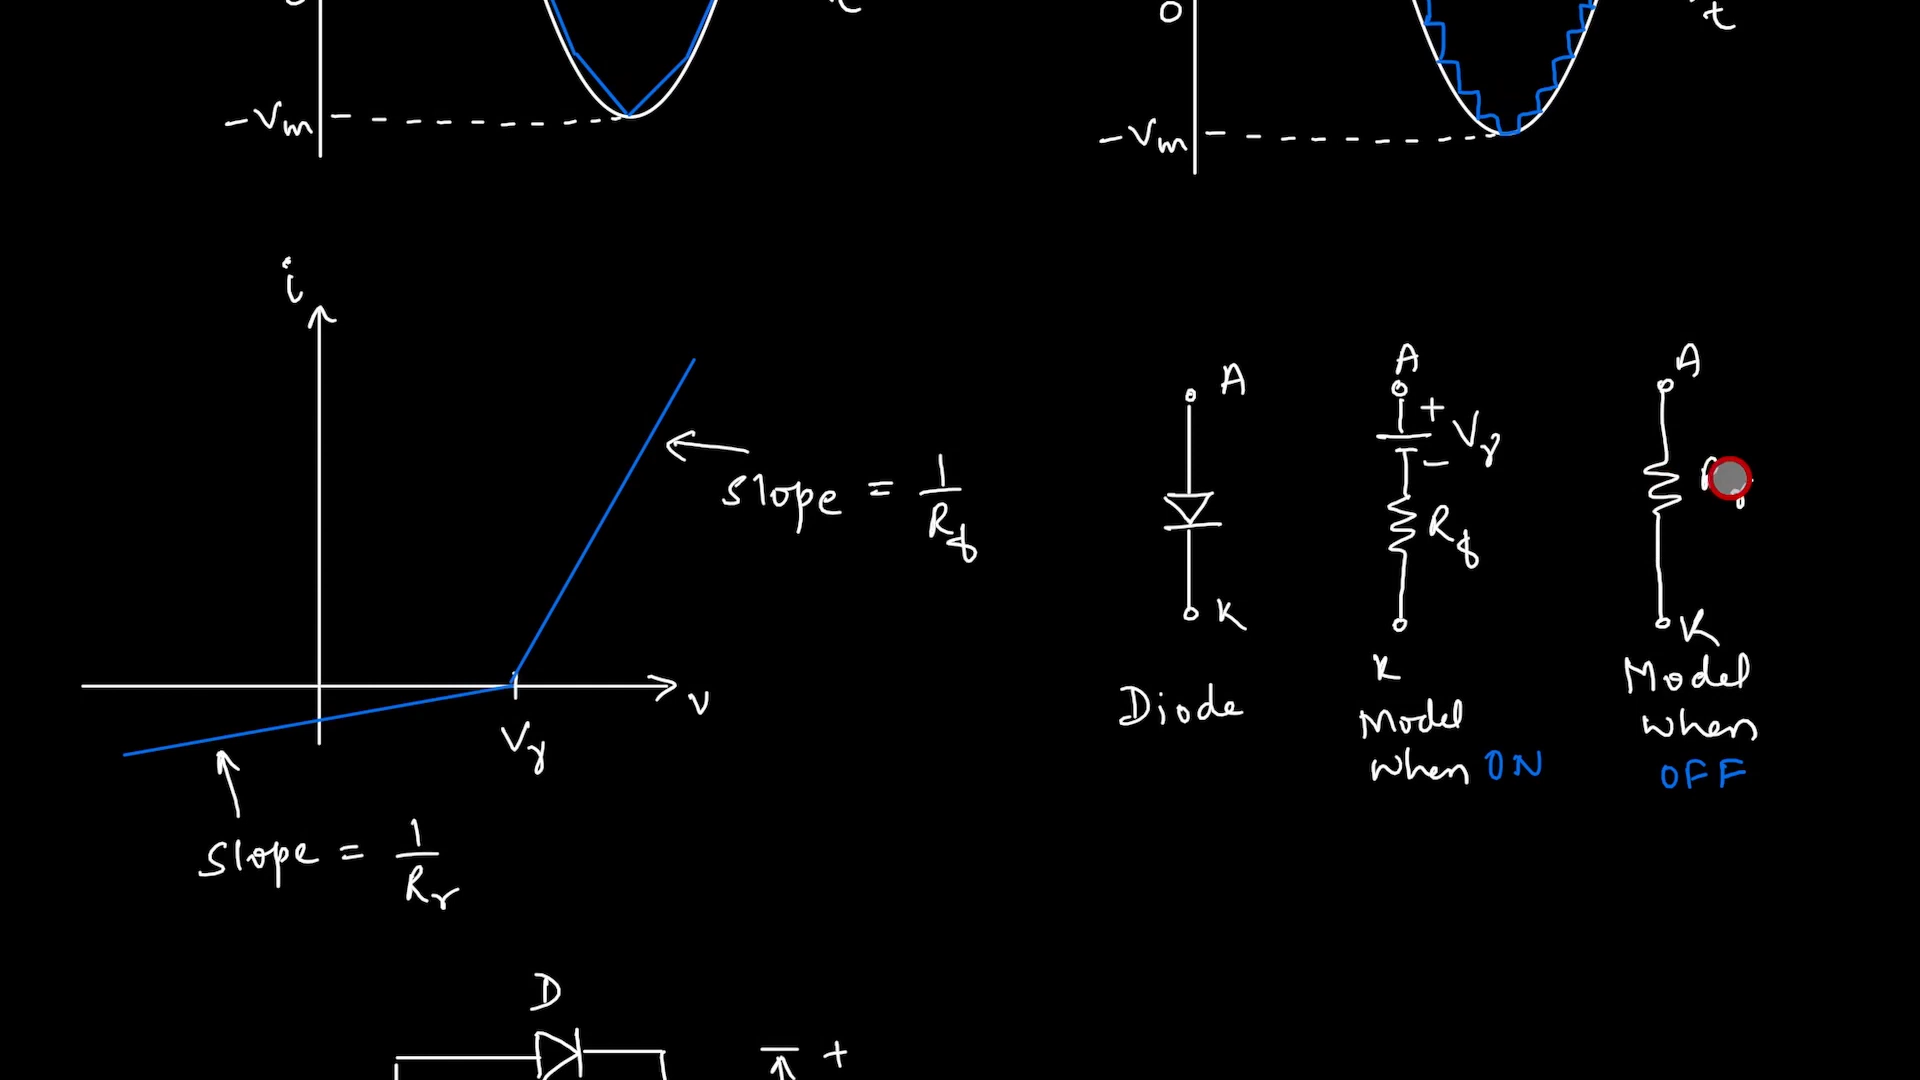 0
t
-Vm
-Vm
i
A
A
A
+ Vγ
-
slope = 1/Rf
Rf
K
K
K
v
Vγ
Diode
Model
when ON
Model
when
OFF
slope = 1/Rr
D
+